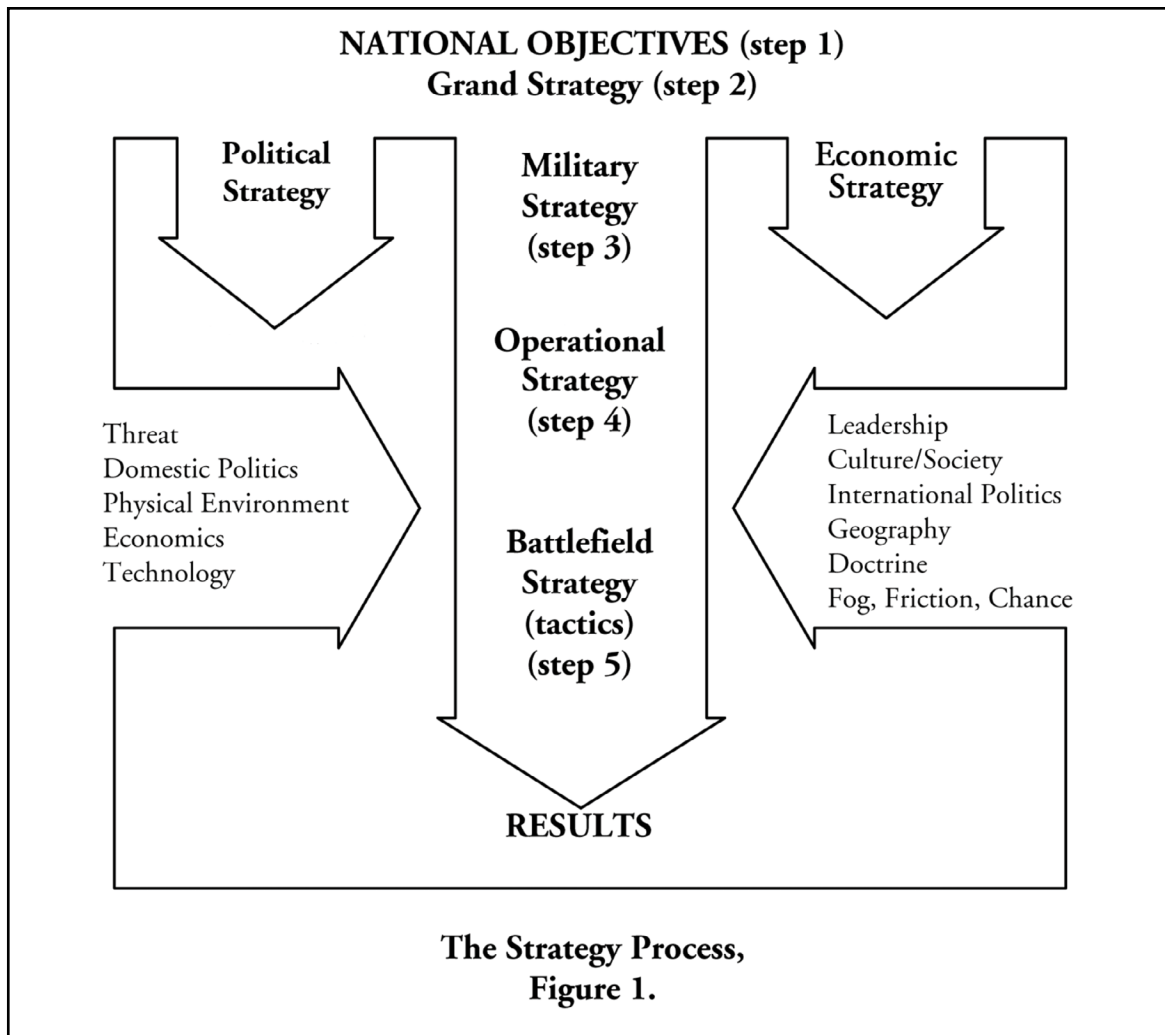 NATIONAL OBJECTIVES (step 1)
Grand Strategy (step 2)
Political
Strategy
Military
Strategy
(step 3)
Economic
Strategy
Operational
Strategy
(step 4)
Threat
Domestic Politics
Physical Environment
Economics
Technology
Leadership
Culture/Society
International Politics
Geography
Doctrine
Fog, Friction, Chance
Battlefield
Strategy
(tactics)
(step 5)
RESULTS
The Strategy Process,
Figure 1.